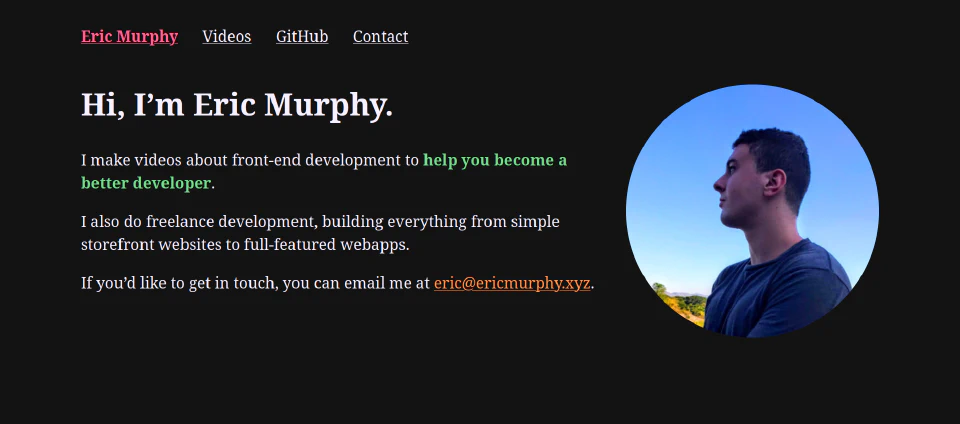 Eric Murphy Videos GitHub Contact
Hi, I’m Eric Murphy.
I make videos about front-end development to help you become a
better developer.
I also do freelance development, building everything from simple
storefront websites to full-featured webapps.
If you’d like to get in touch, you can email me at eric@ericmurphy.xyz.